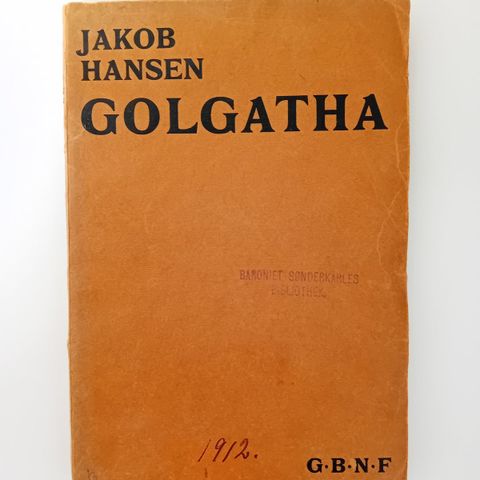 JAKOB
HANSEN
GOLGATHA
BARONIET SØNDERKARLES
BIBLIOTHEK.
1912.
G·B·N·F